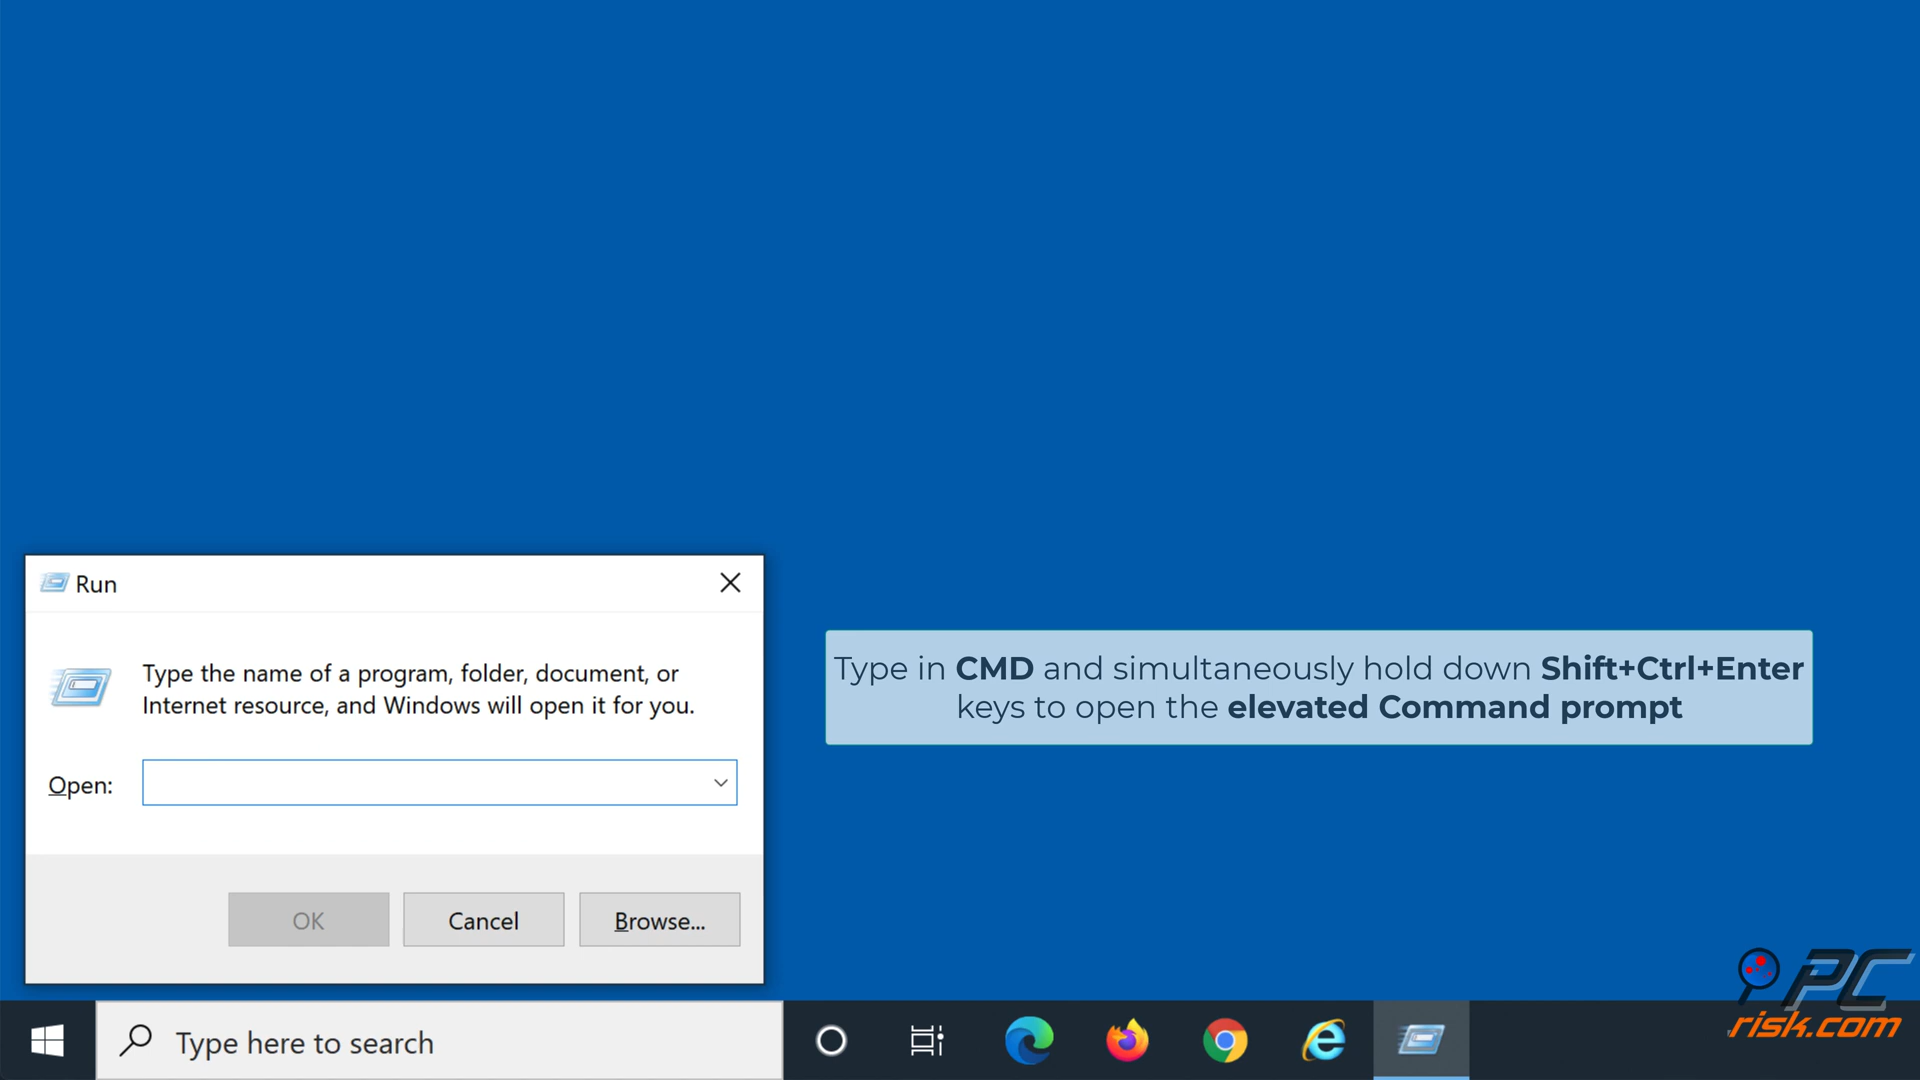 Run
Type the name of a program, folder, document, or
Internet resource, and Windows will open it for you.
Open:
OK
Cancel
Browse...
Type in CMD and simultaneously hold down Shift+Ctrl+Enter
keys to open the elevated Command prompt
Type here to search
PC
risk.com